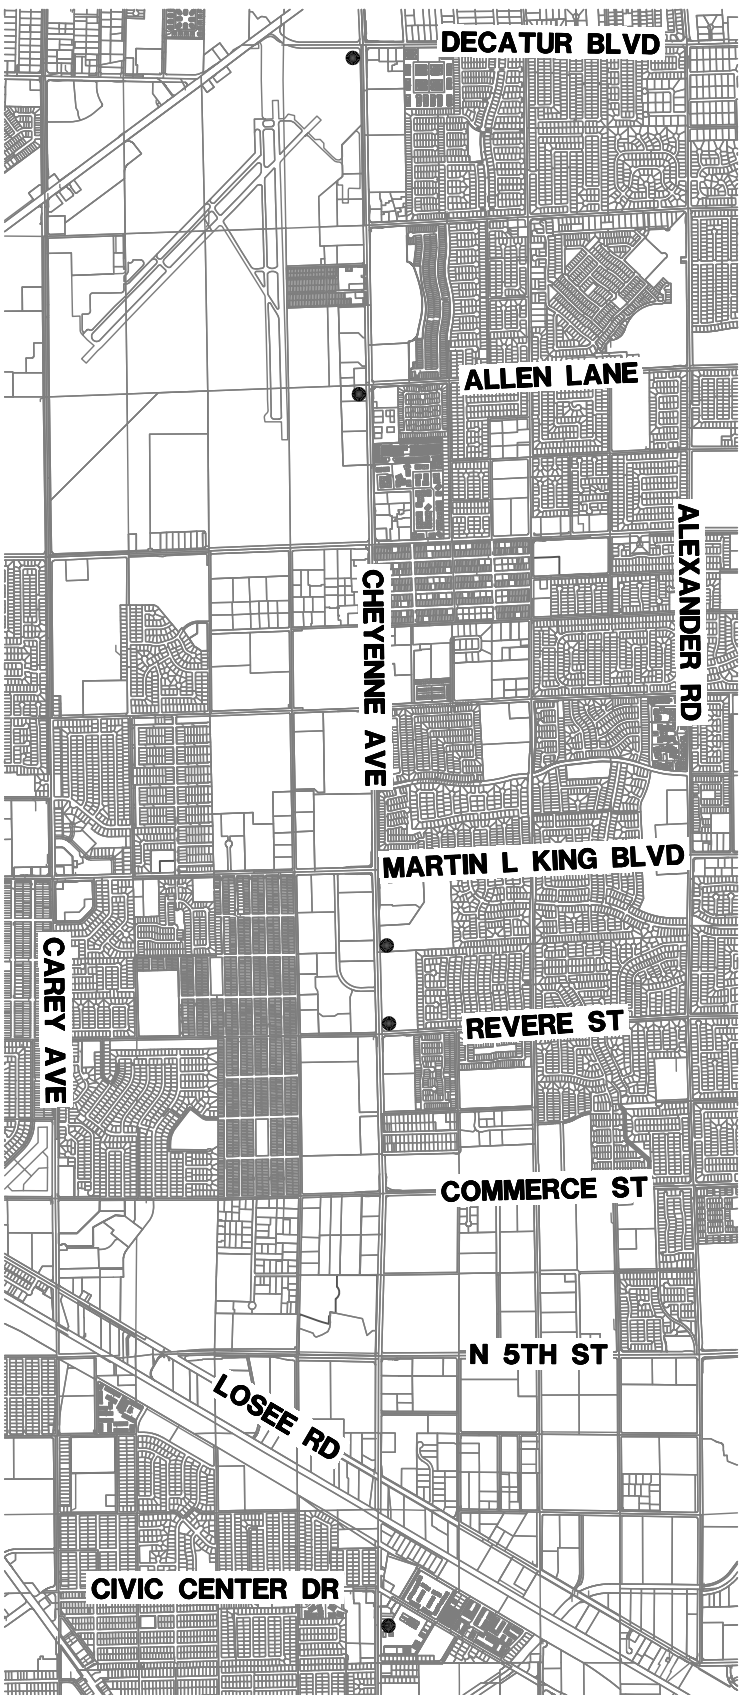 DECATUR BLVD
ALLEN LANE
ALEXANDER RD
CHEYENNE AVE
MARTIN L KING BLVD
CAREY AVE
REVERE ST
COMMERCE ST
N 5TH ST
LOSEE RD
CIVIC CENTER DR